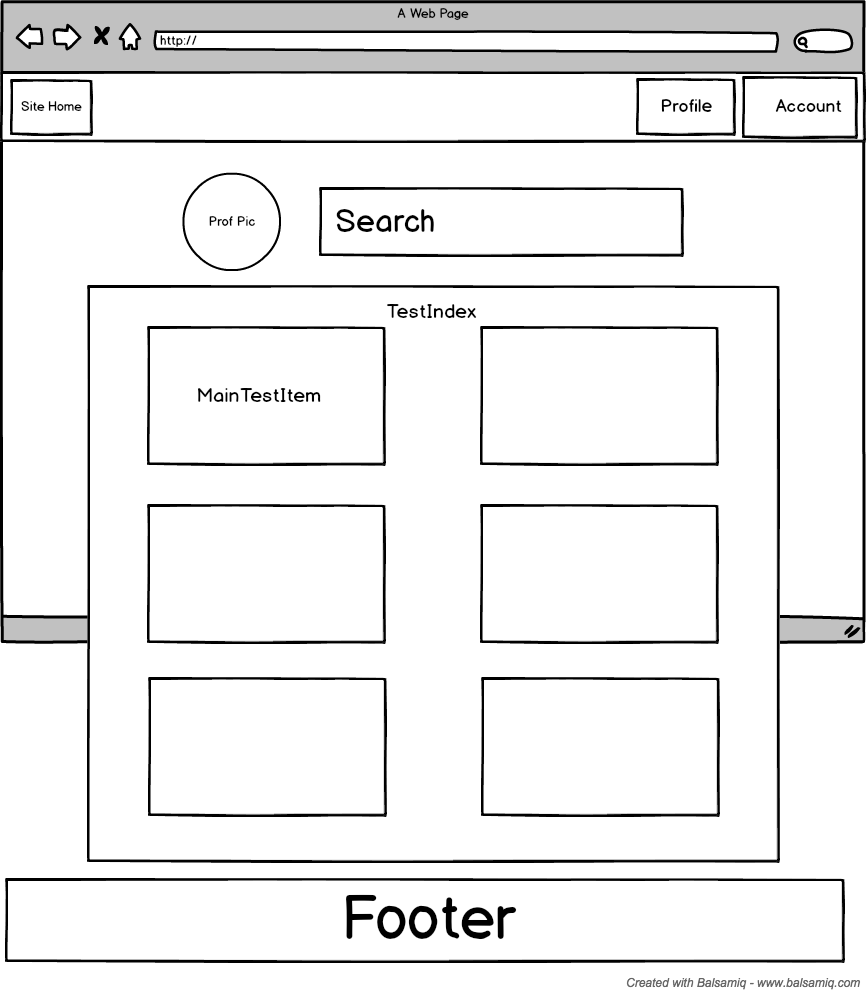 A Web Page
http://
Site Home
Profile
Account
Prof Pic
Search
TestIndex
MainTestItem
Footer
Created with Balsamiq - www.balsamiq.com